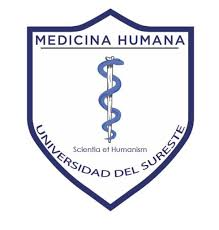 MEDICINA HUMANA
Scientia et Humanism
UNIVERSIDAD DEL SURESTE